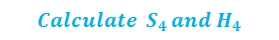 Calculate S₄ and H₄